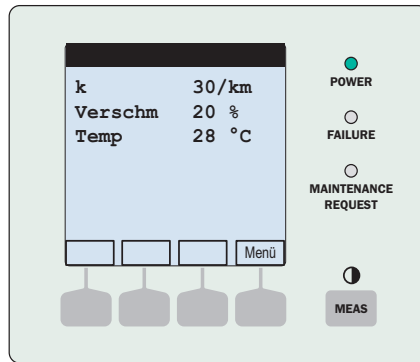 k 30/km
Verschm 20 %
Temp 28 °C
Menü
POWER
FAILURE
MAINTENANCE
REQUEST
MEAS